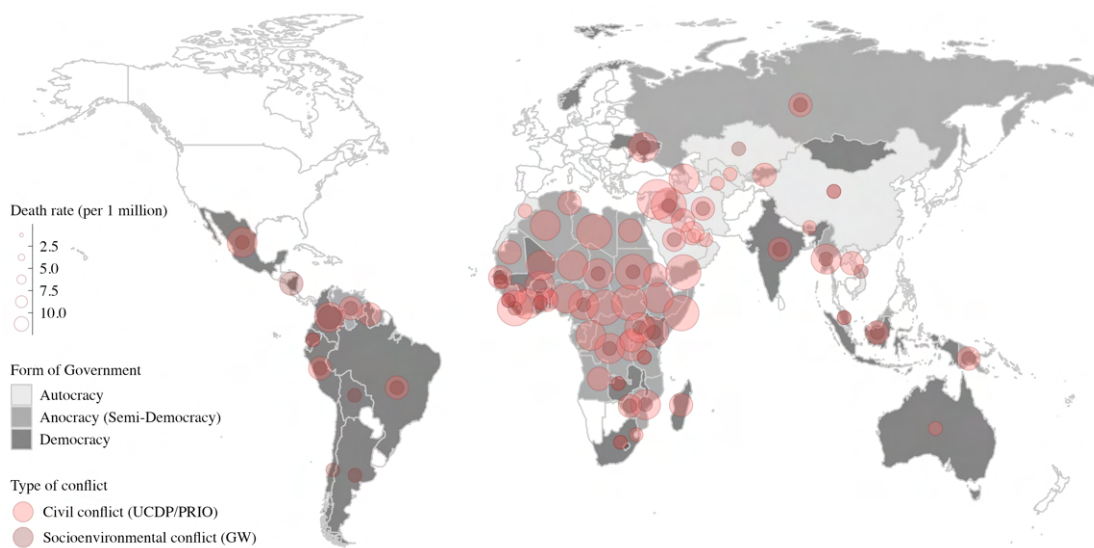 Death rate (per 1 million)
2.5
5.0
7.5
10.0
Form of Government
Autocracy
Anocracy (Semi-Democracy)
Democracy
Type of conflict
Civil conflict (UCDP/PRIO)
Socioenvironmental conflict (GW)